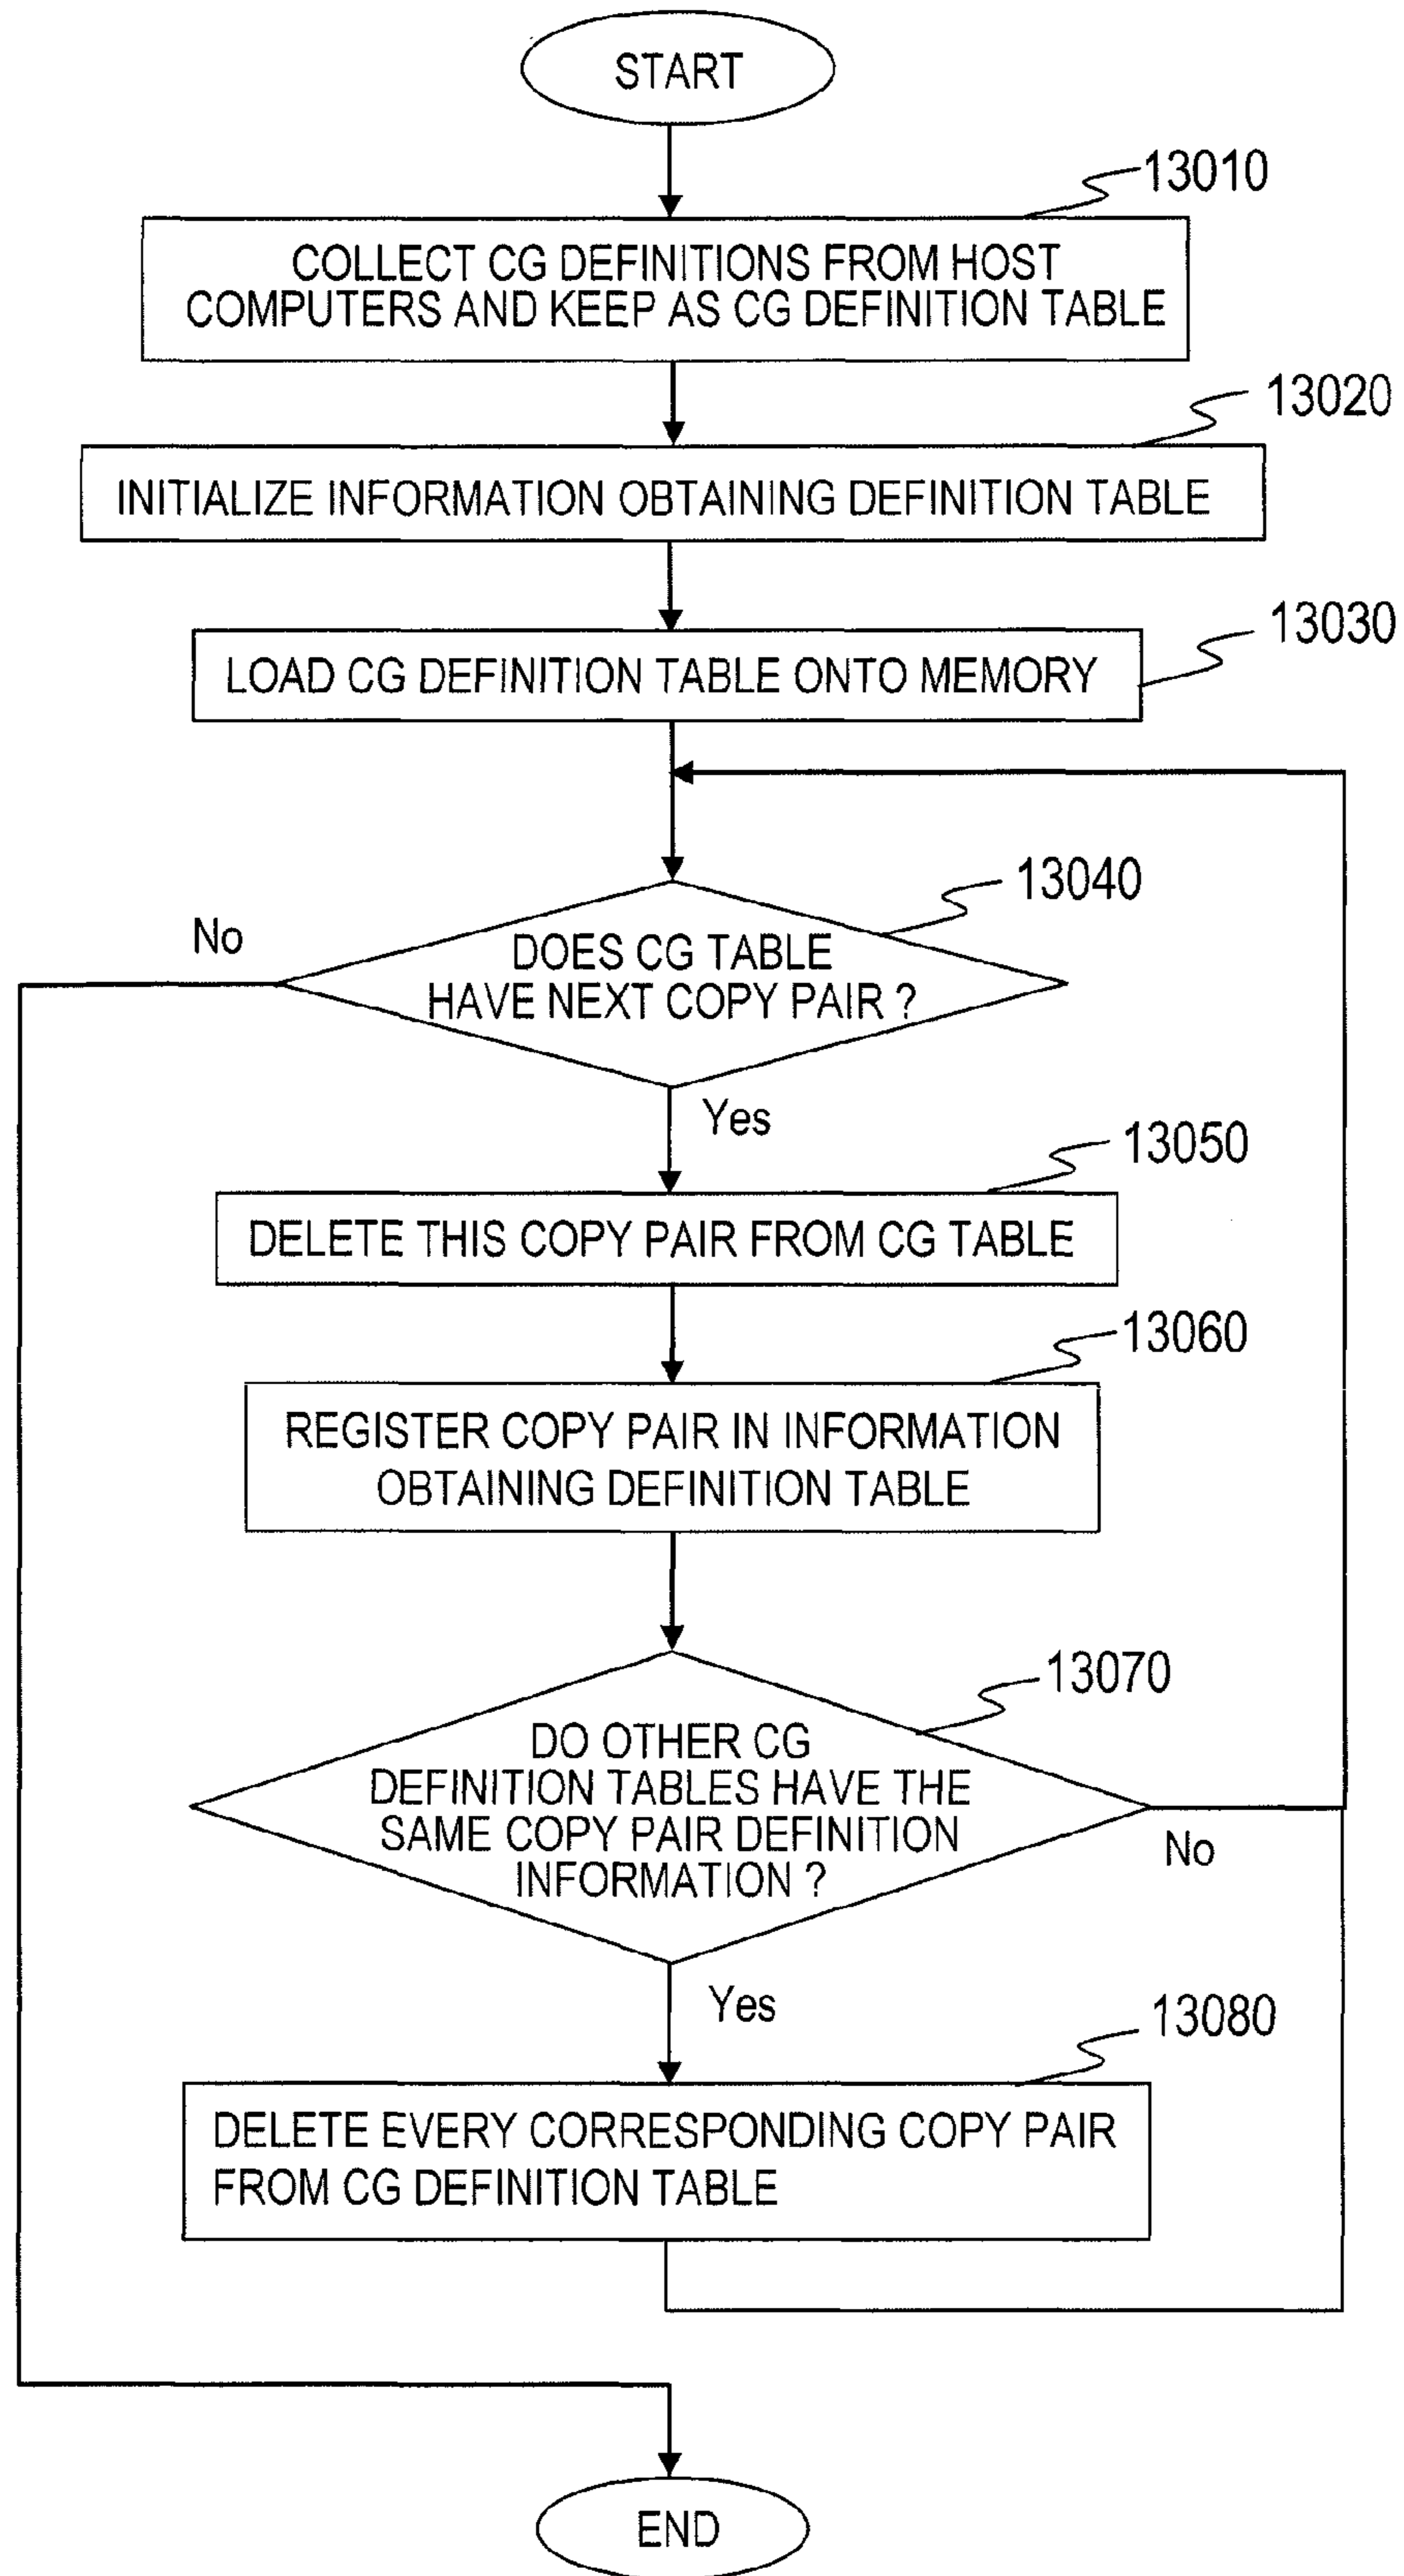 START
13010
COLLECT CG DEFINITIONS FROM HOST
COMPUTERS AND KEEP AS CG DEFINITION TABLE
13020
INITIALIZE INFORMATION OBTAINING DEFINITION TABLE
13030
LOAD CG DEFINITION TABLE ONTO MEMORY
13040
No
DOES CG TABLE
HAVE NEXT COPY PAIR ?
Yes
13050
DELETE THIS COPY PAIR FROM CG TABLE
13060
REGISTER COPY PAIR IN INFORMATION
OBTAINING DEFINITION TABLE
13070
DO OTHER CG
DEFINITION TABLES HAVE THE
SAME COPY PAIR DEFINITION
INFORMATION ?
No
Yes
13080
DELETE EVERY CORRESPONDING COPY PAIR
FROM CG DEFINITION TABLE
END